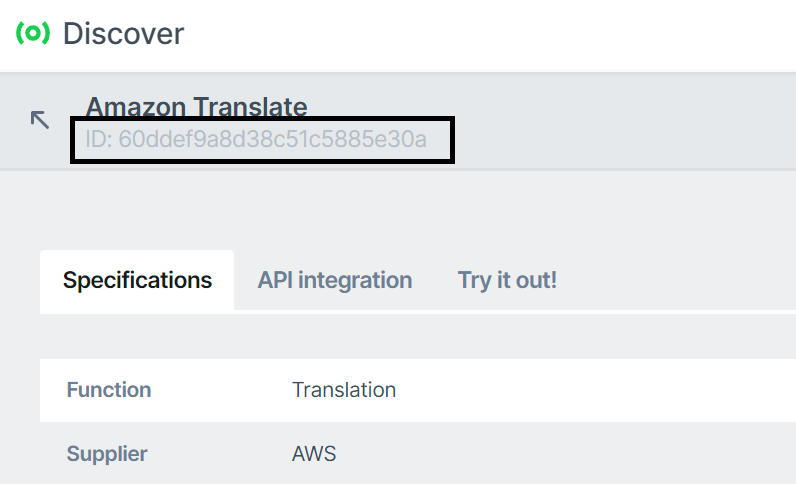 Discover
Amazon Translate
ID: 60ddef9a8d38c51c5885e30a
Specifications API integration Try it out!
Function Translation
Supplier AWS